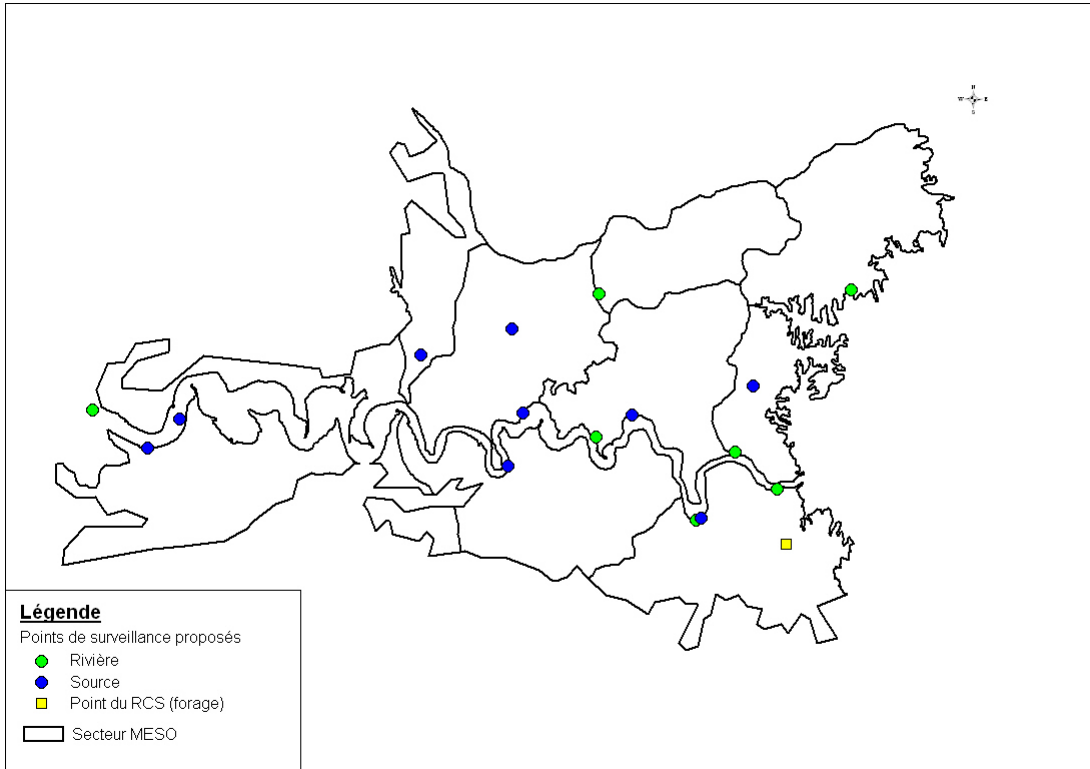 N
W E
S
Légende
Points de surveillance proposés
Rivière
Source
Point du RCS (forage)
Secteur MESO